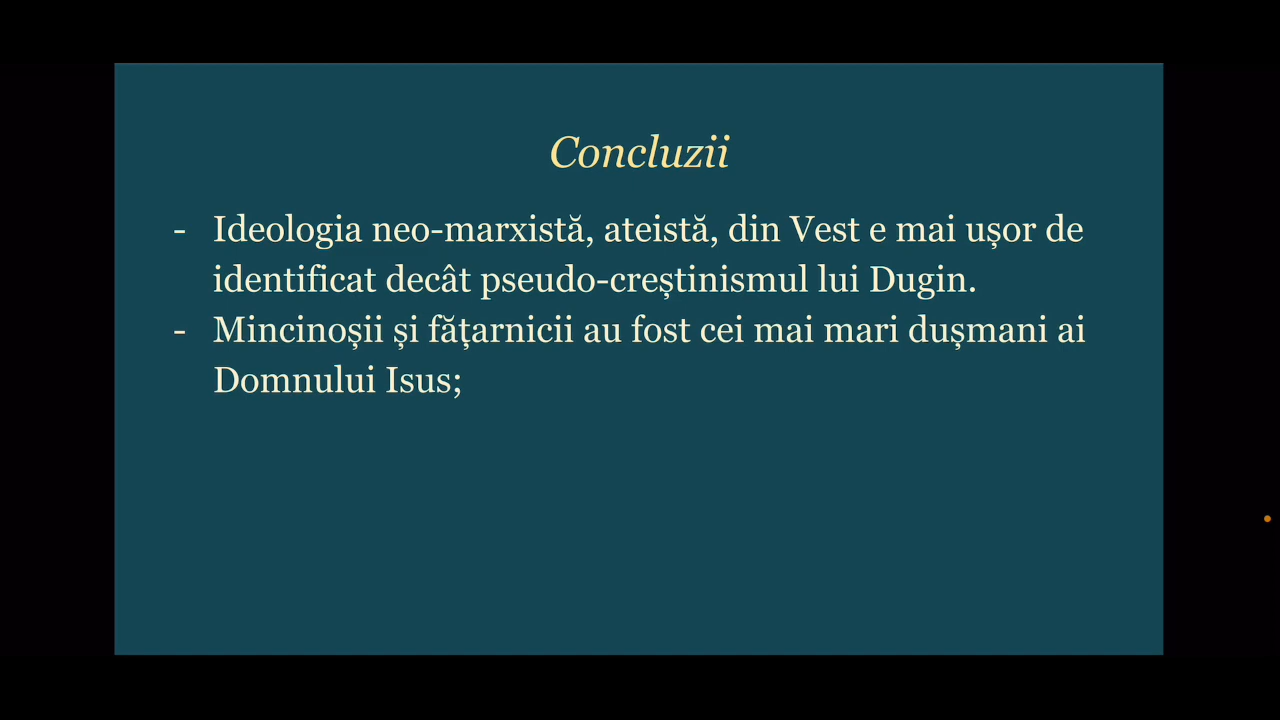 Concluzii
- Ideologia neo-marxistă, ateistă, din Vest e mai ușor de
identificat decât pseudo-creștinismul lui Dugin.
- Mincinoșii și fățarnicii au fost cei mai mari dușmani ai
Domnului Isus;